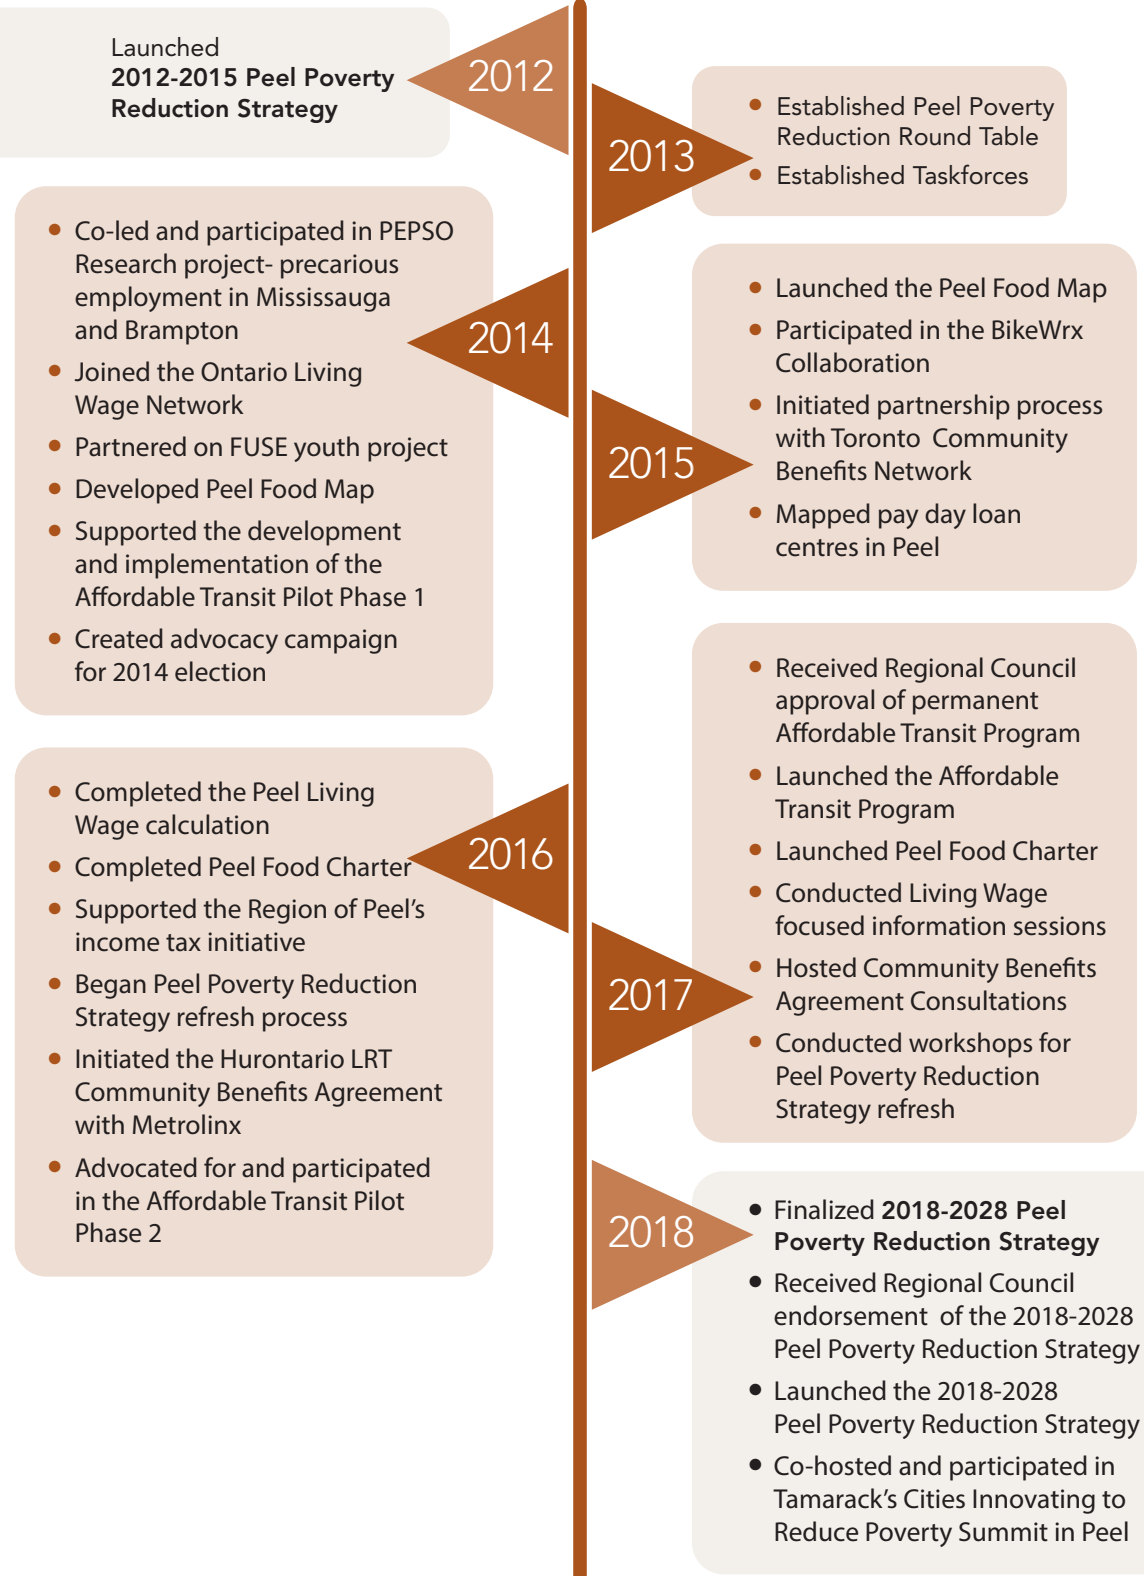 Launched
2012-2015 Peel Poverty
Reduction Strategy
2012
2013
• Established Peel Poverty
Reduction Round Table
• Established Taskforces
2014
• Co-led and participated in PEPSO
Research project- precarious
employment in Mississauga
and Brampton
• Joined the Ontario Living
Wage Network
• Partnered on FUSE youth project
• Developed Peel Food Map
• Supported the development
and implementation of the
Affordable Transit Pilot Phase 1
• Created advocacy campaign
for 2014 election
2015
• Launched the Peel Food Map
• Participated in the BikeWrx
Collaboration
• Initiated partnership process
with Toronto Community
Benefits Network
• Mapped pay day loan
centres in Peel
2016
• Completed the Peel Living
Wage calculation
• Completed Peel Food Charter
• Supported the Region of Peel's
income tax initiative
• Began Peel Poverty Reduction
Strategy refresh process
• Initiated the Hurontario LRT
Community Benefits Agreement
with Metrolinx
• Advocated for and participated
in the Affordable Transit Pilot
Phase 2
2017
• Received Regional Council
approval of permanent
Affordable Transit Program
• Launched the Affordable
Transit Program
• Launched Peel Food Charter
• Conducted Living Wage
focused information sessions
• Hosted Community Benefits
Agreement Consultations
• Conducted workshops for
Peel Poverty Reduction
Strategy refresh
2018
• Finalized 2018-2028 Peel
Poverty Reduction Strategy
• Received Regional Council
endorsement of the 2018-2028
Peel Poverty Reduction Strategy
• Launched the 2018-2028
Peel Poverty Reduction Strategy
• Co-hosted and participated in
Tamarack's Cities Innovating to
Reduce Poverty Summit in Peel